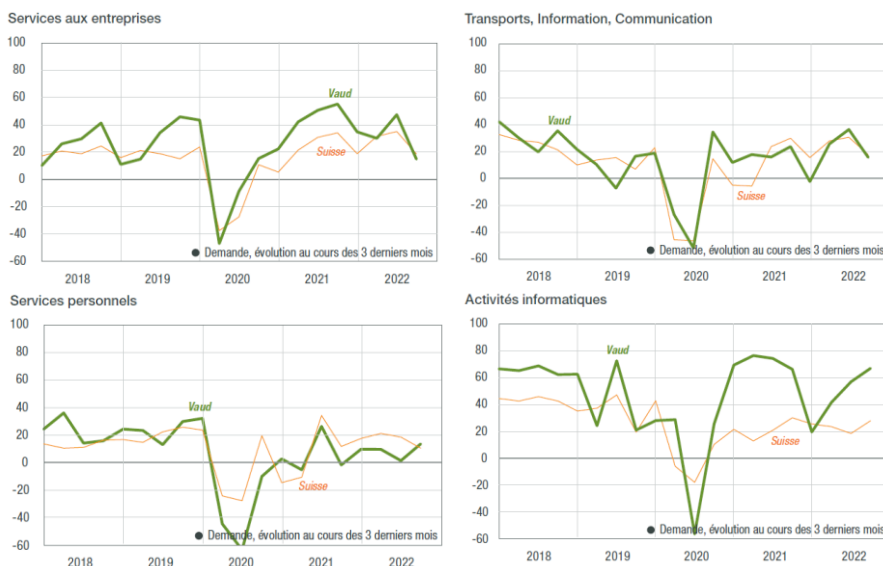 Services aux entreprises
100
80
60
40
20
0
-20
-40
-60
Vaud
Suisse
Demande, évolution au cours des 3 derniers mois
2018 2019 2020 2021 2022
Transports, Information, Communication
100
80
60
40
20
0
-20
-40
-60
Vaud
Suisse
Demande, évolution au cours des 3 derniers mois
2018 2019 2020 2021 2022
Services personnels
100
80
60
40
20
0
-20
-40
-60
Vaud
Suisse
Demande, évolution au cours des 3 derniers mois
2018 2019 2020 2021 2022
Activités informatiques
100
80
60
40
20
0
-20
-40
-60
Vaud
Suisse
Demande, évolution au cours des 3 derniers mois
2018 2019 2020 2021 2022